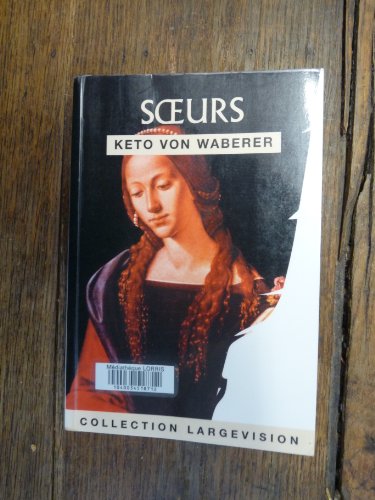 SŒURS
KETO VON WABERER
Médiathèque LORRIS
COLLECTION LARGEVISION